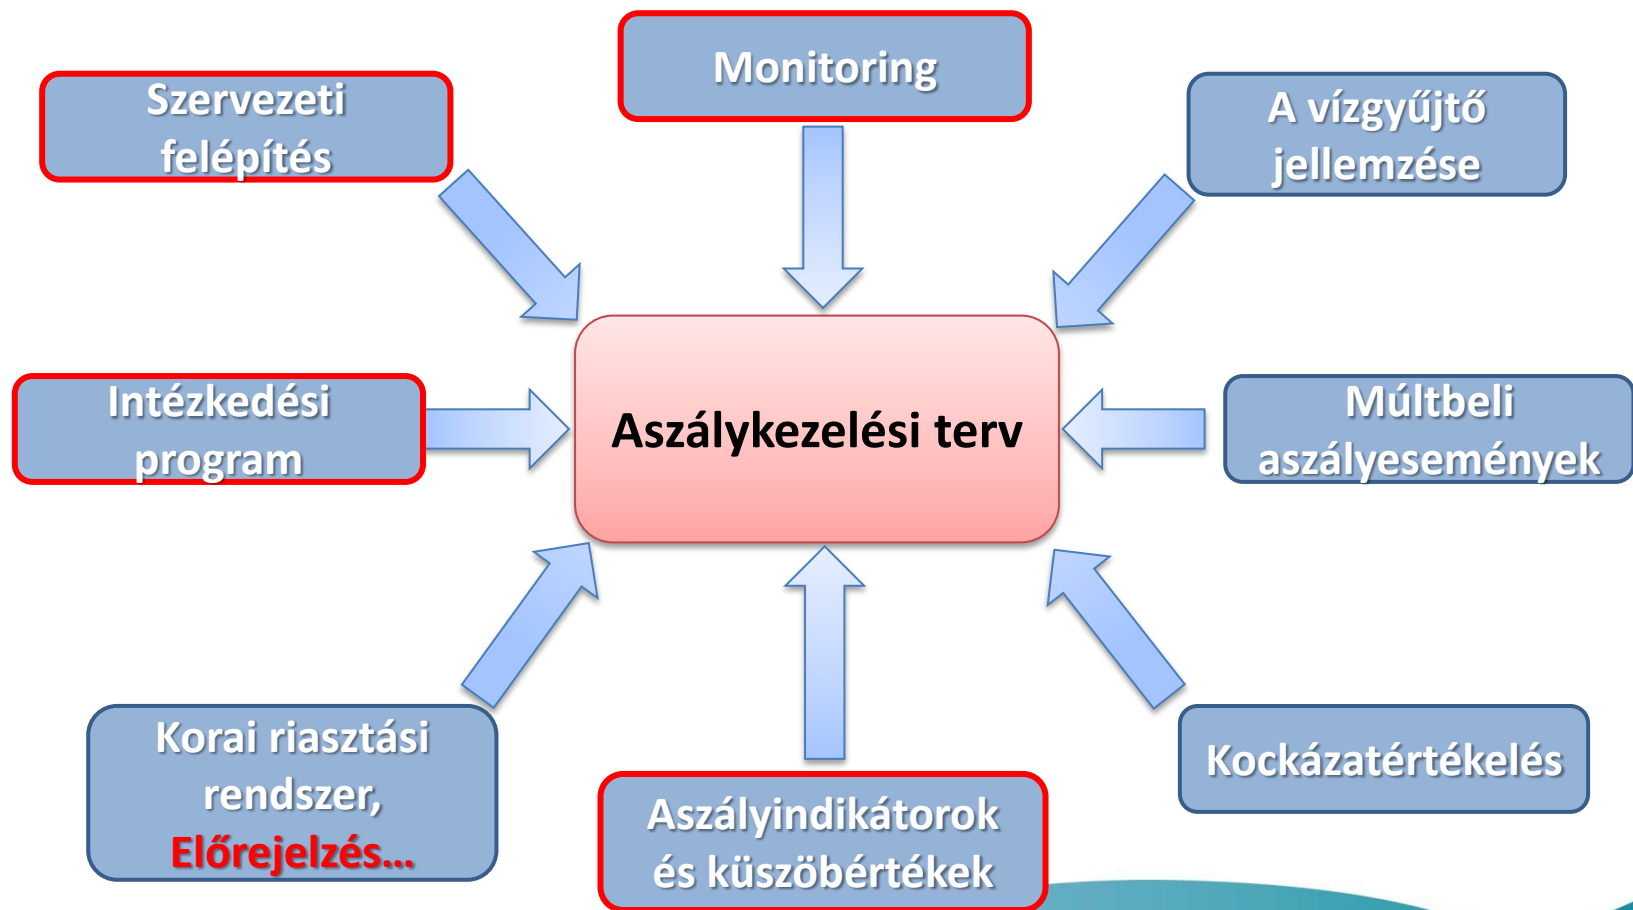 Monitoring
Szervezeti
felépítés
A vízgyűjtő
jellemzése
Intézkedési
program
Aszálykezelési terv
Múltbeli
aszályesemények
Korai riasztási
rendszer,
Előrejelzés...
Aszályindikátorok
és küszöbértékek
Kockázatértékelés